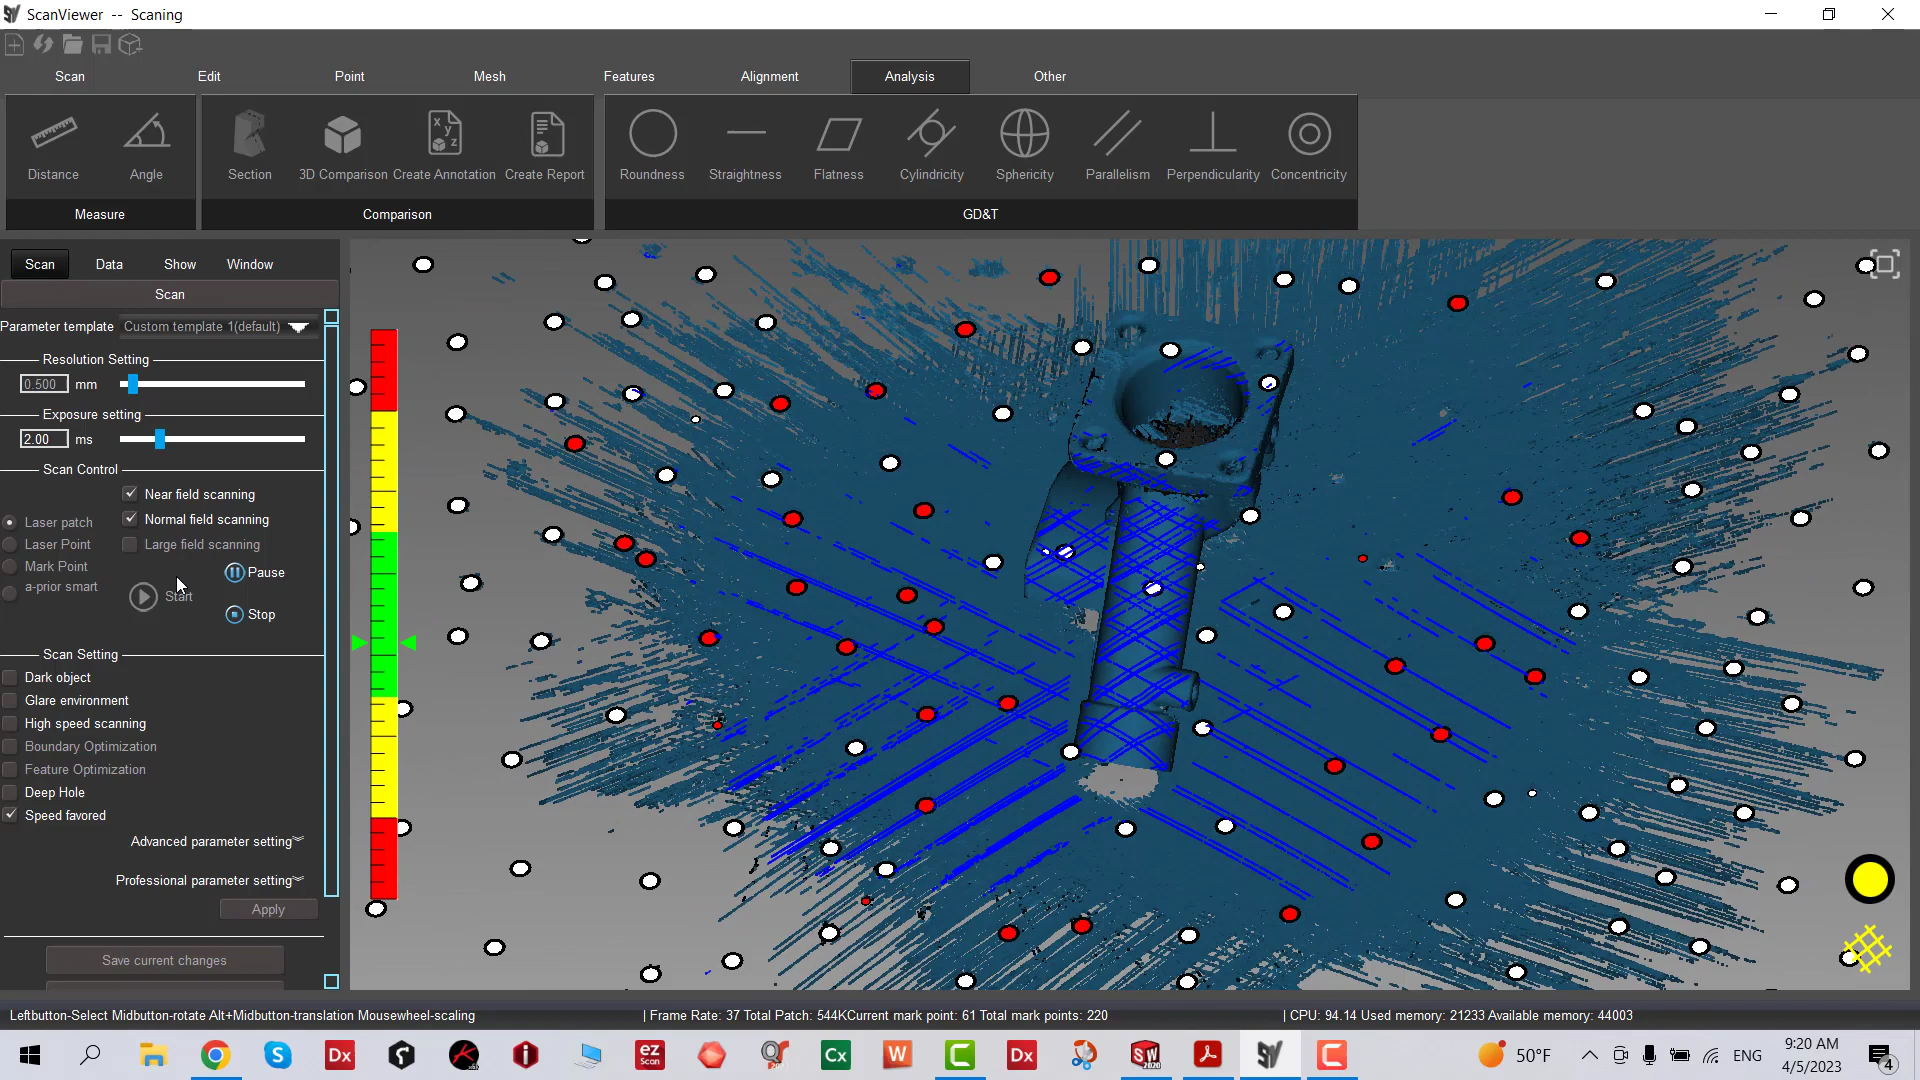 ScanViewer -- Scaning
Scan Edit Point Mesh Features Alignment Analysis Other
Distance Angle Section 3D Comparison Create Annotation Create Report Roundness Straightness Flatness Cylindricity Sphericity Parallelism Perpendicularity Concentricity
Measure Comparison GD&T
Scan Data Show Window
Scan
Parameter template Custom template 1(default)
Resolution Setting
0.500 mm
Exposure setting
2.00 ms
Scan Control
Near field scanning
Normal field scanning
Laser patch
Laser Point Large field scanning
Mark Point Pause
a-prior smart
Start
Stop
Scan Setting
Dark object
Glare environment
High speed scanning
Boundary Optimization
Feature Optimization
Deep Hole
Speed favored
Advanced parameter setting
Professional parameter setting
Apply
Save current changes
Leftbutton-Select Midbutton-rotate Alt+Midbutton-translation Mousewheel-scaling | Frame Rate: 37 Total Patch: 544KCurrent mark point: 61 Total mark points: 220 | CPU: 94.14 Used memory: 21233 Available memory: 44003
50°F ENG 9:20 AM
4/5/2023 4